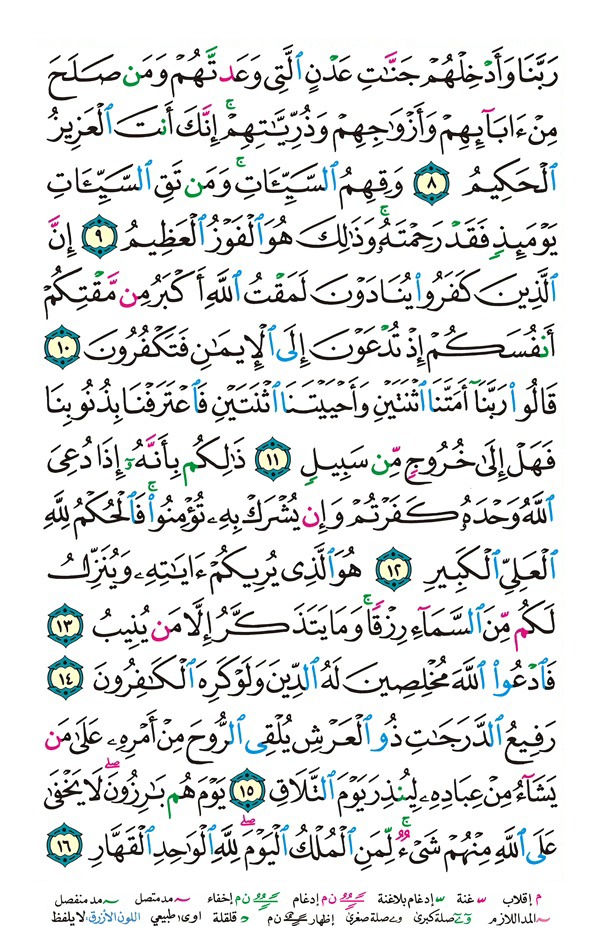 رَبَّنَا وَأَدْخِلْهُمْ جَنَّٰتِ عَدْنٍ ٱلَّتِى وَعَدتَّهُمْ وَمَن صَلَحَ
مِنْ ءَابَآئِهِمْ وَأَزْوَٰجِهِمْ وَذُرِّيَّٰتِهِمْ ۚ إِنَّكَ أَنتَ ٱلْعَزِيزُ
ٱلْحَكِيمُ ٨ وَقِهِمُ ٱلسَّيِّـَٔاتِ ۚ وَمَن تَقِ ٱلسَّيِّـَٔاتِ
يَوْمَئِذٍ فَقَدْ رَحِمْتَهُۥ ۚ وَذَٰلِكَ هُوَ ٱلْفَوْزُ ٱلْعَظِيمُ ٩ إِنَّ
ٱلَّذِينَ كَفَرُوا۟ يُنَادَوْنَ لَمَقْتُ ٱللَّهِ أَكْبَرُ مِن مَّقْتِكُمْ
أَنفُسَكُمْ إِذْ تُدْعَوْنَ إِلَى ٱلْإِيمَٰنِ فَتَكْفُرُونَ ١٠
قَالُوا۟ رَبَّنَآ أَمَتَّنَا ٱثْنَتَيْنِ وَأَحْيَيْتَنَا ٱثْنَتَيْنِ فَٱعْتَرَفْنَا بِذُنُوبِنَا
فَهَلْ إِلَىٰ خُرُوجٍ مِّن سَبِيلٍ ١١ ذَٰلِكُم بِأَنَّهُۥٓ إِذَا دُعِىَ
ٱللَّهُ وَحْدَهُۥ كَفَرْتُمْ ۖ وَإِن يُشْرَكْ بِهِۦ تُؤْمِنُوا۟ ۚ فَٱلْحُكْمُ لِلَّهِ
ٱلْعَلِىِّ ٱلْكَبِيرِ ١٢ هُوَ ٱلَّذِى يُرِيكُمْ ءَايَٰتِهِۦ وَيُنَزِّلُ
لَكُم مِّنَ ٱلسَّمَآءِ رِزْقًا ۚ وَمَا يَتَذَكَّرُ إِلَّا مَن يُنِيبُ ١٣
فَٱدْعُوا۟ ٱللَّهَ مُخْلِصِينَ لَهُ ٱلدِّينَ وَلَوْ كَرِهَ ٱلْكَٰفِرُونَ ١٤
رَفِيعُ ٱلدَّرَجَٰتِ ذُو ٱلْعَرْشِ يُلْقِى ٱلرُّوحَ مِنْ أَمْرِهِۦ عَلَىٰ مَن
يَشَآءُ مِنْ عِبَادِهِۦ لِيُنذِرَ يَوْمَ ٱلتَّلَاقِ ١٥ يَوْمَ هُم بَٰرِزُونَ ۖ لَا يَخْفَىٰ
عَلَى ٱللَّهِ مِنْهُمْ شَىْءٌ ۚ لِّمَنِ ٱلْمُلْكُ ٱلْيَوْمَ ۖ لِلَّهِ ٱلْوَٰحِدِ ٱلْقَهَّارِ ١٦
م إقلاب غنة إدغام بلاغنة ن م إدغام ن م إخفاء مد متصل مد منفصل
المد اللازم صلة كبرى صلة صغرى إظهار ن م قلقلة اوى طبيعي اللون الأزرق: لا يلفظ